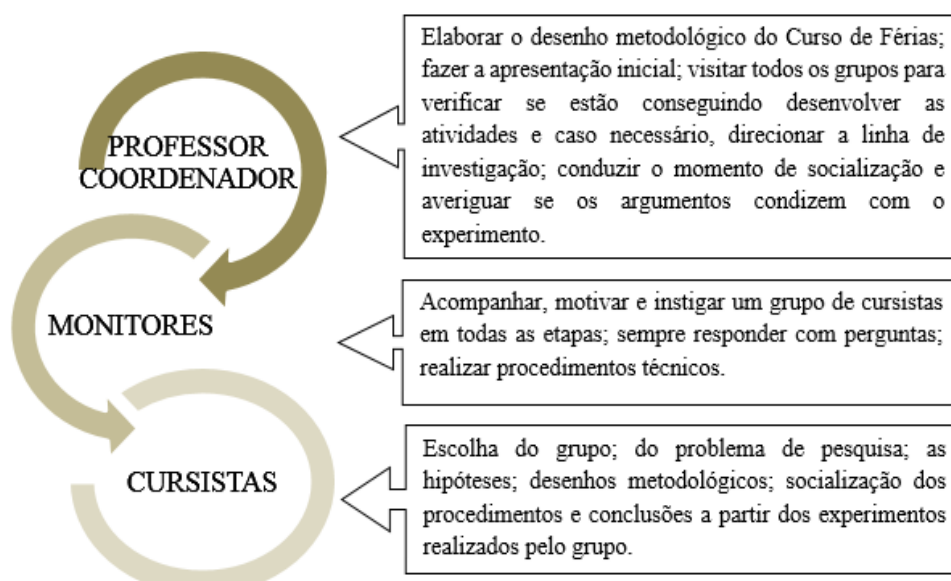 PROFESSOR
COORDENADOR
Elaborar o desenho metodológico do Curso de Férias;
fazer a apresentação inicial; visitar todos os grupos para
verificar se estão conseguindo desenvolver as
atividades e caso necessário, direcionar a linha de
investigação; conduzir o momento de socialização e
averiguar se os argumentos condizem com o
experimento.
MONITORES
Acompanhar, motivar e instigar um grupo de cursistas
em todas as etapas; sempre responder com perguntas;
realizar procedimentos técnicos.
CURSISTAS
Escolha do grupo; do problema de pesquisa; as
hipóteses; desenhos metodológicos; socialização dos
procedimentos e conclusões a partir dos experimentos
realizados pelo grupo.